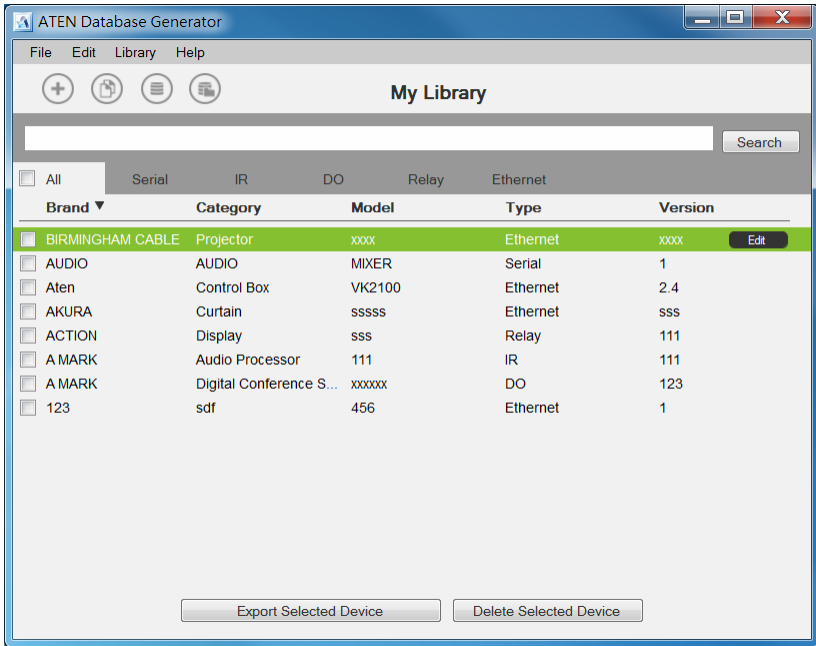 ATEN Database Generator
File Edit Library Help
My Library
Search
All Serial IR DO Relay Ethernet
Brand ▼ Category Model Type Version
BIRMINGHAM CABLE Projector xxxx Ethernet xxxx Edit
AUDIO AUDIO MIXER Serial 1
Aten Control Box VK2100 Ethernet 2.4
AKURA Curtain sssss Ethernet sss
ACTION Display sss Relay 111
A MARK Audio Processor 111 IR 111
A MARK Digital Conference S... xxxxxx DO 123
123 sdf 456 Ethernet 1
Export Selected Device Delete Selected Device